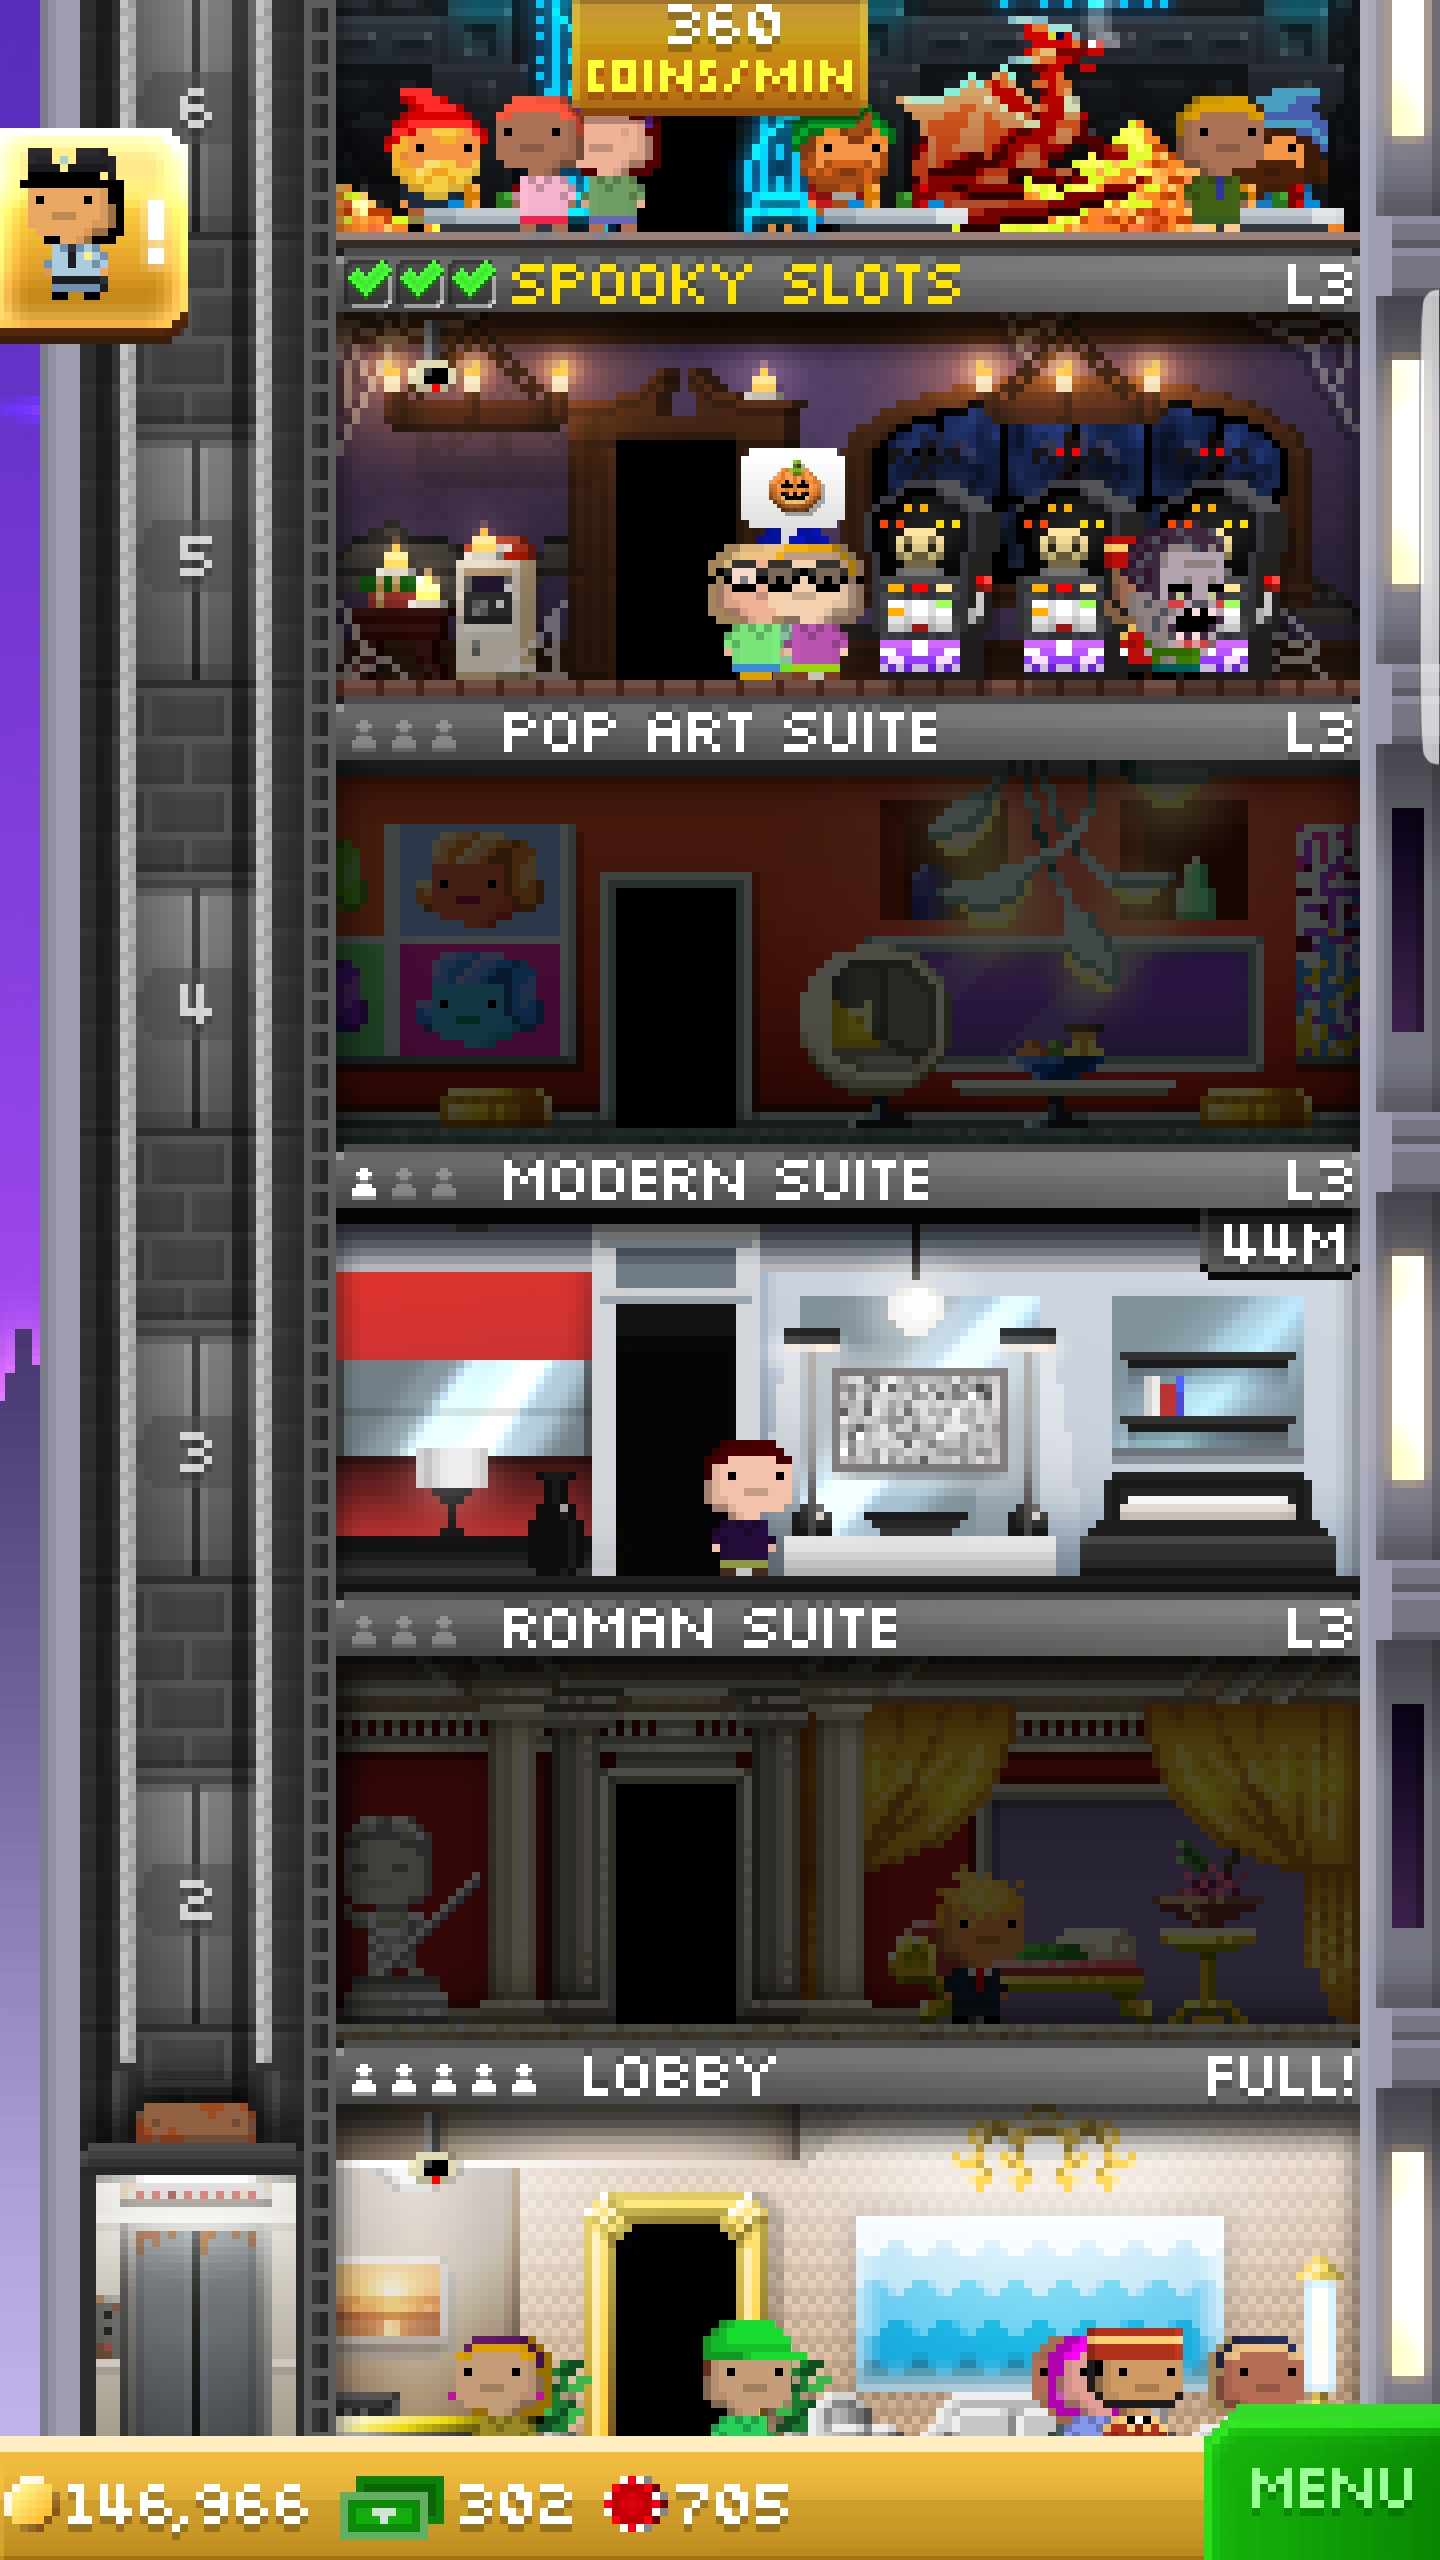 360
COINS/MIN
6
!
SPOOKY SLOTS L3
5
POP ART SUITE L3
4
MODERN SUITE L3
44M
3
ROMAN SUITE L3
2
LOBBY FULL!
146,966 302 705
MENU